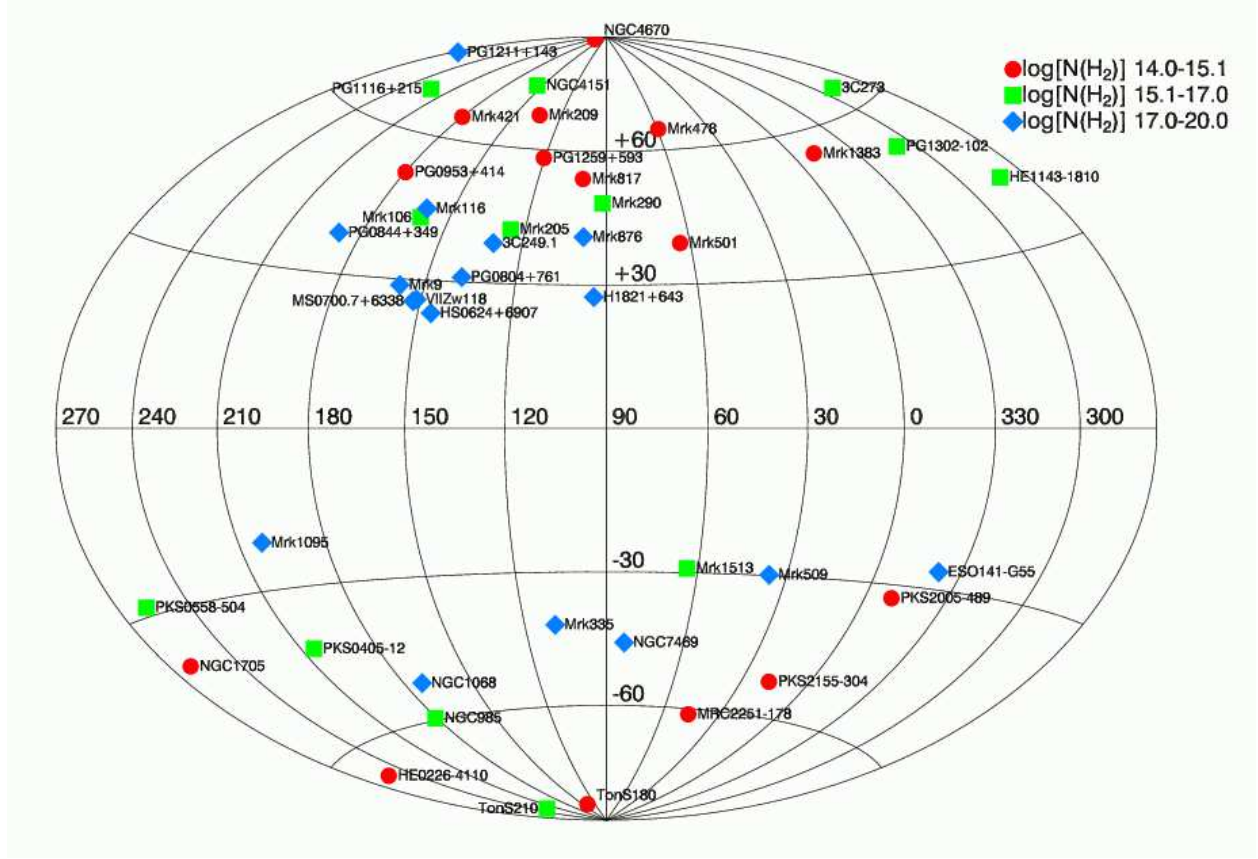 NGC4670
PG1211+143
log[N(H₂)] 14.0-15.1
PG1116+215
NGC4151
3C273
log[N(H₂)] 15.1-17.0
Mrk421
Mrk209
Mrk478
log[N(H₂)] 17.0-20.0
+60
PG1259+593
Mrk1383
PG1302-102
PG0953+414
Mrk817
HE1143-1810
Mrk106
Mrk116
Mrk290
PG0844+349
Mrk205
3C249.1
Mrk876
Mrk501
Mrk9
PG0804+761
+30
MS0700.7+6338
VIIZw118
H1821+643
HS0624+6907
270 240 210 180 150 120 90 60 30 0 330 300
Mrk1095
-30
Mrk1513
Mrk509
ESO141-G55
PKS0558-504
PKS2005-489
Mrk335
NGC7469
PKS0405-12
NGC1705
NGC1068
PKS2155-304
-60
NGC985
MRC2251-178
HE0226-4110
TonS210
TonS180